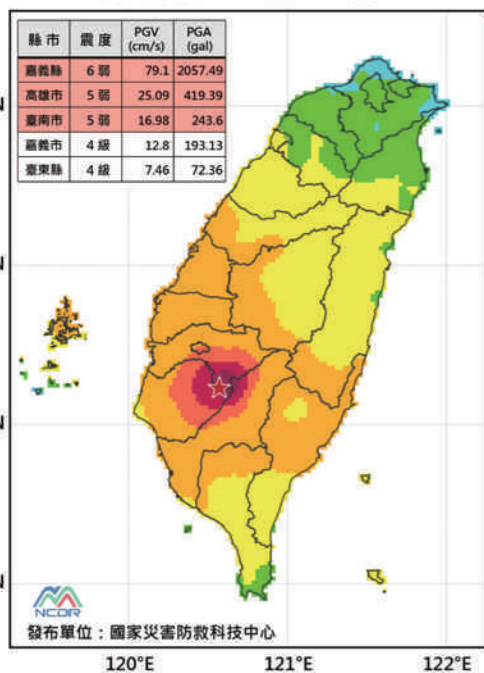 縣市 震度 PGV (cm/s) PGA (gal)
嘉義縣 6 弱 79.1 2057.49
高雄市 5 弱 25.09 419.39
臺南市 5 弱 16.98 243.6
嘉義市 4 級 12.8 193.13
臺東縣 4 級 7.46 72.36
N
N
N
N
NCDR
發布單位：國家災害防救科技中心
120°E 121°E 122°E